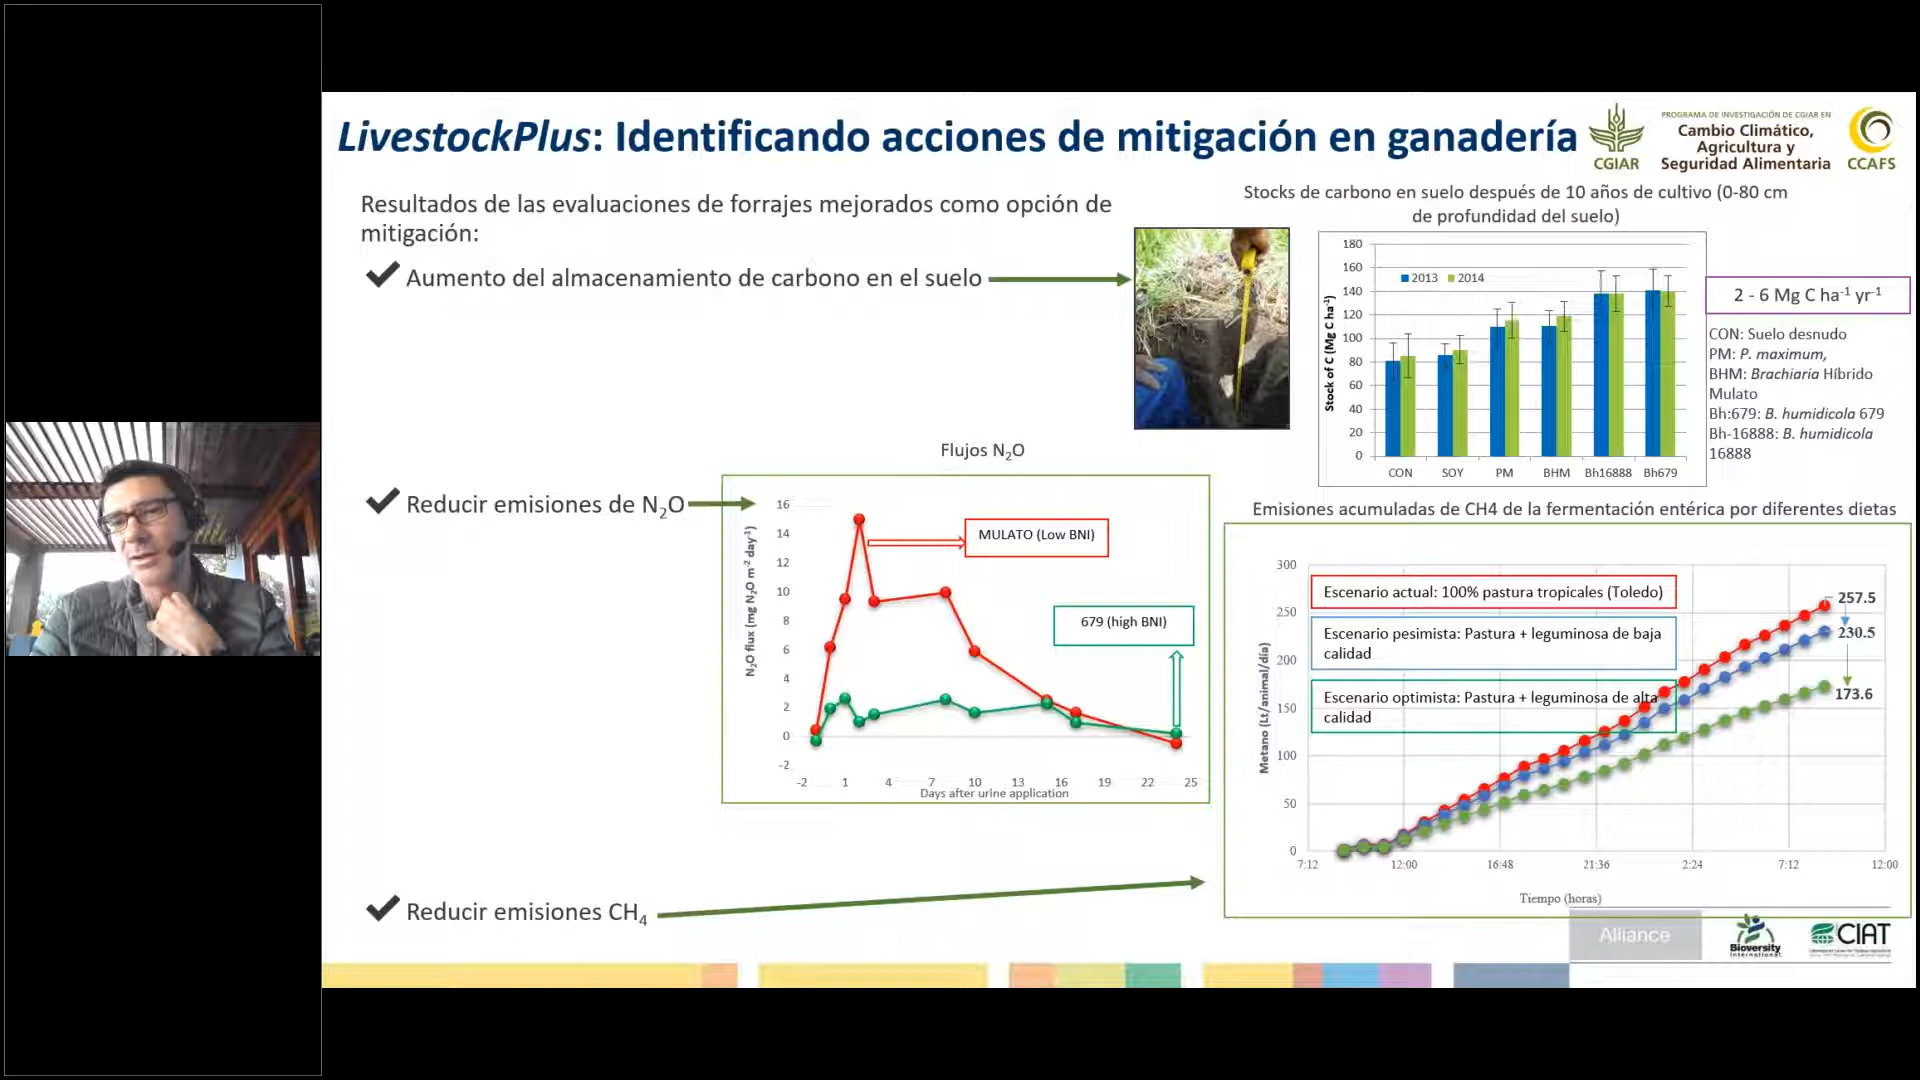 LivestockPlus: Identificando acciones de mitigación en ganadería
CGIAR
PROGRAMA DE INVESTIGACIÓN DE CGIAR EN
Cambio Climático,
Agricultura y
Seguridad Alimentaria
CCAFS
Resultados de las evaluaciones de forrajes mejorados como opción de
mitigación:
✔ Aumento del almacenamiento de carbono en el suelo
Stocks de carbono en suelo después de 10 años de cultivo (0-80 cm
de profundidad del suelo)
Stock of C (Mg C ha⁻¹)
180
160
140
120
100
80
60
40
20
0
2013 2014
CON SOY PM BHM Bh16888 Bh679
2 - 6 Mg C ha⁻¹ yr⁻¹
CON: Suelo desnudo
PM: P. maximum,
BHM: Brachiaria Híbrido
Mulato
Bh:679: B. humidicola 679
Bh-16888: B. humidicola
16888
✔ Reducir emisiones de N₂O
Flujos N₂O
N₂O flux (mg N₂O m⁻² day⁻¹)
16
14
12
10
8
6
4
2
0
-2
MULATO (Low BNI)
679 (high BNI)
-2 1 4 7 10 13 16 19 22 25
Days after urine application
Emisiones acumuladas de CH4 de la fermentación entérica por diferentes dietas
Metano (Lt/animal/día)
300
250
200
150
100
50
0
Escenario actual: 100% pastura tropicales (Toledo)
Escenario pesimista: Pastura + leguminosa de baja
calidad
Escenario optimista: Pastura + leguminosa de alta
calidad
257.5
230.5
173.6
7:12 12:00 16:48 21:36 2:24 7:12 12:00
Tiempo (horas)
✔ Reducir emisiones CH₄
Alliance
Bioversity
International
CIAT